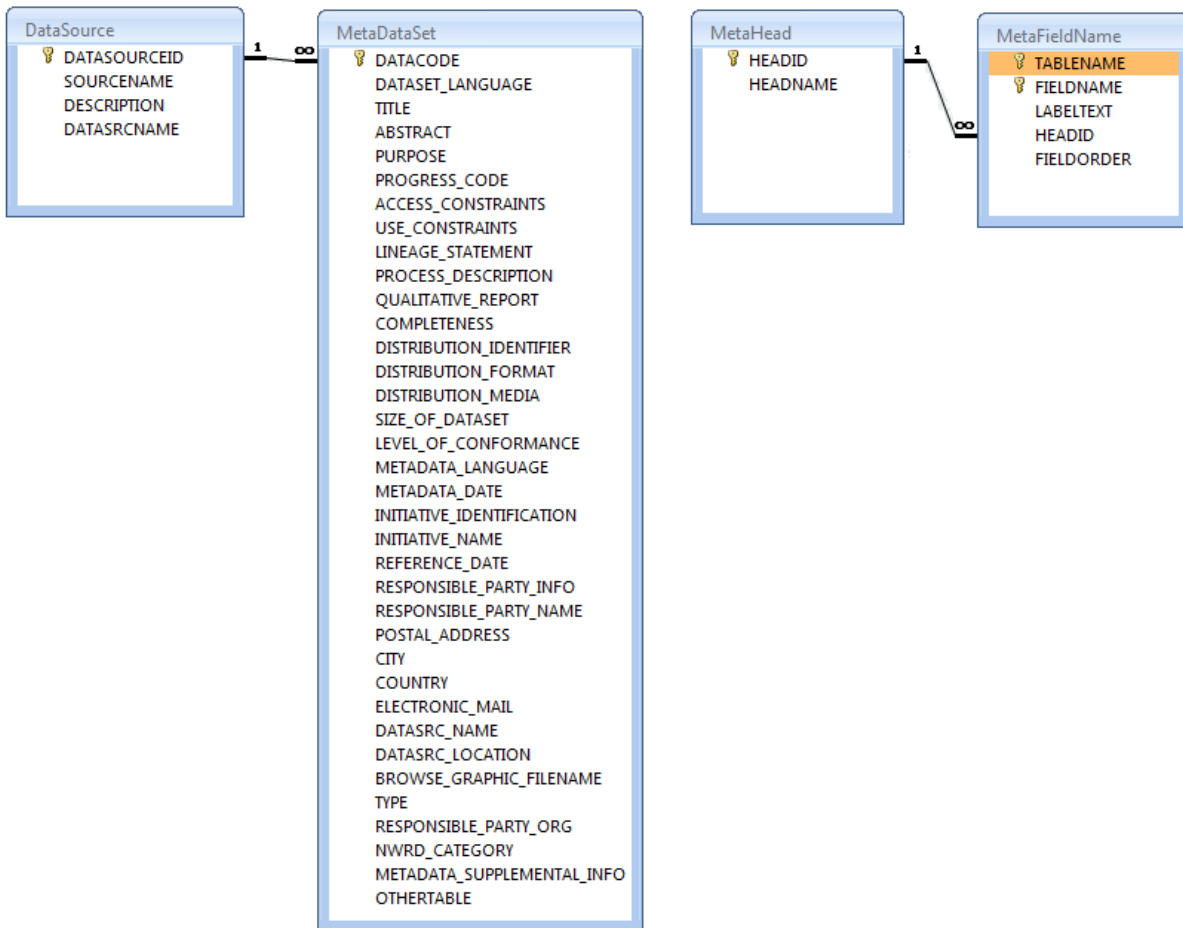 DataSource
DATASOURCEID
SOURCENAME
DESCRIPTION
DATASRCNAME
1
∞
MetaDataSet
DATACODE
DATASET_LANGUAGE
TITLE
ABSTRACT
PURPOSE
PROGRESS_CODE
ACCESS_CONSTRAINTS
USE_CONSTRAINTS
LINEAGE_STATEMENT
PROCESS_DESCRIPTION
QUALITATIVE_REPORT
COMPLETENESS
DISTRIBUTION_IDENTIFIER
DISTRIBUTION_FORMAT
DISTRIBUTION_MEDIA
SIZE_OF_DATASET
LEVEL_OF_CONFORMANCE
METADATA_LANGUAGE
METADATA_DATE
INITIATIVE_IDENTIFICATION
INITIATIVE_NAME
REFERENCE_DATE
RESPONSIBLE_PARTY_INFO
RESPONSIBLE_PARTY_NAME
POSTAL_ADDRESS
CITY
COUNTRY
ELECTRONIC_MAIL
DATASRC_NAME
DATASRC_LOCATION
BROWSE_GRAPHIC_FILENAME
TYPE
RESPONSIBLE_PARTY_ORG
NWRD_CATEGORY
METADATA_SUPPLEMENTAL_INFO
OTHERTABLE
MetaHead
HEADID
HEADNAME
1
∞
MetaFieldName
TABLENAME
FIELDNAME
LABELTEXT
HEADID
FIELDORDER